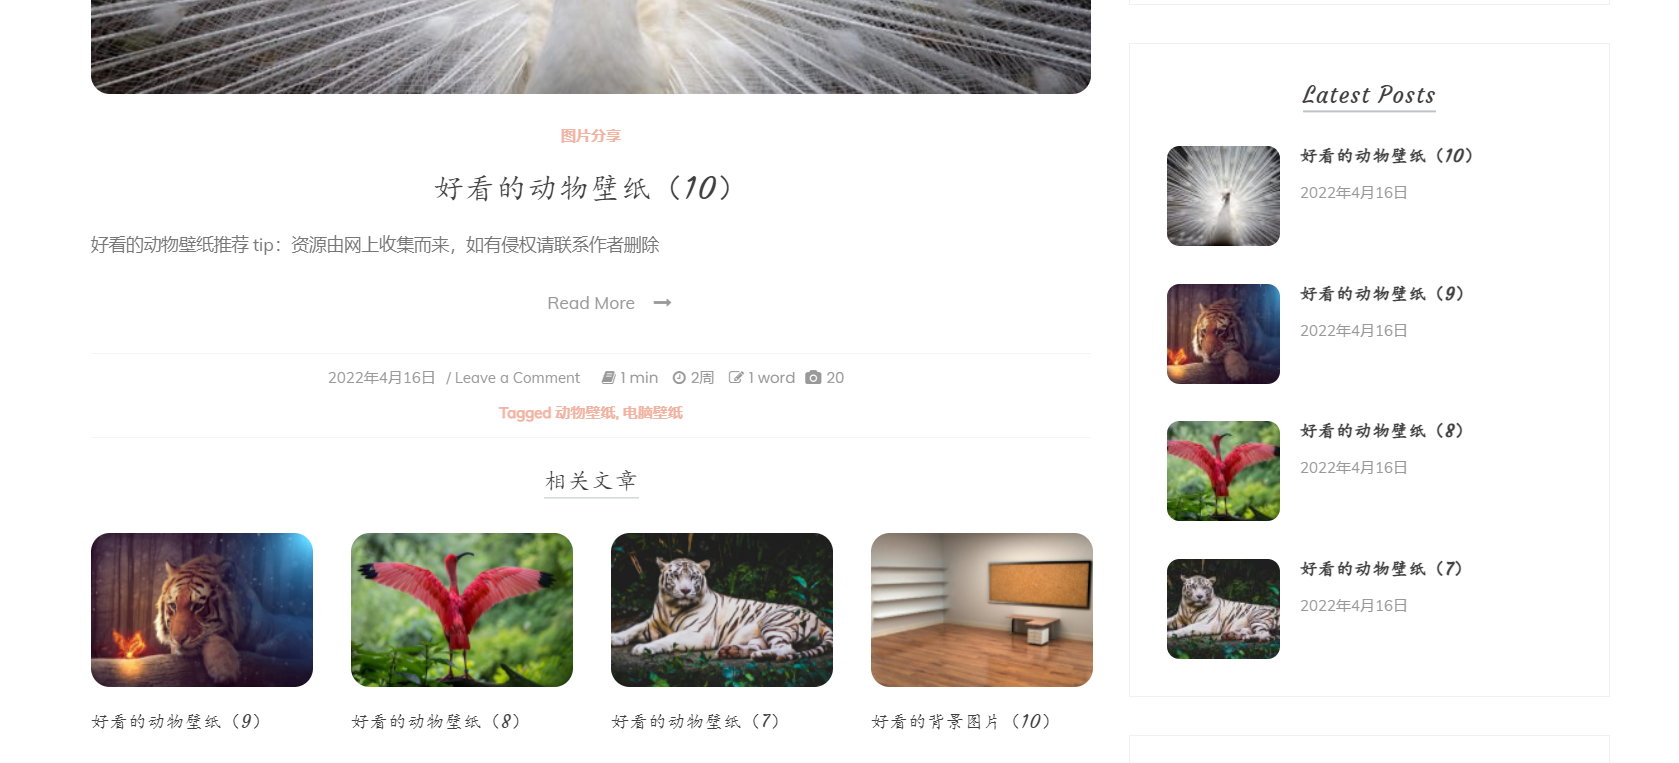 图片分享
好看的动物壁纸（10）
好看的动物壁纸推荐 tip：资源由网上收集而来，如有侵权请联系作者删除
Read More
2022年4月16日 / Leave a Comment 1 min 2周 1 word 20
Tagged 动物壁纸, 电脑壁纸
相关文章
好看的动物壁纸（9）
好看的动物壁纸（8）
好看的动物壁纸（7）
好看的背景图片（10）
Latest Posts
好看的动物壁纸（10）
2022年4月16日
好看的动物壁纸（9）
2022年4月16日
好看的动物壁纸（8）
2022年4月16日
好看的动物壁纸（7）
2022年4月16日